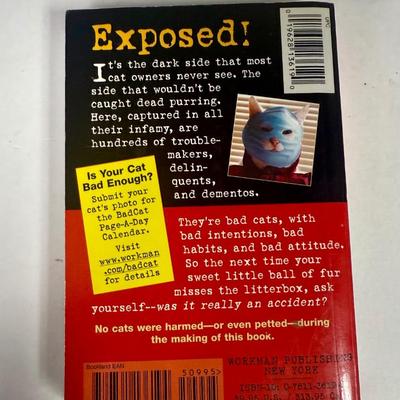 Exposed!
It's the dark side that most
cat owners never see. The
side that wouldn't be
caught dead purring.
Here, captured in all
their infamy, are
hundreds of trouble-
makers, delin-
quents, and
dementos.
Is Your Cat
Bad Enough?
Submit your
cat's photo for
the BadCat
Page-A-Day
Calendar.
Visit
www.workman
.com/badcat
for details
They're bad cats, with
bad intentions, bad
habits, and bad attitude.
So the next time your
sweet little ball of fur
misses the litterbox, ask
yourself—was it really an accident?
No cats were harmed—or even petted—during
the making of this book.
UPC
Bookland EAN
50995>
WORKMAN PUBLISHING
NEW YORK